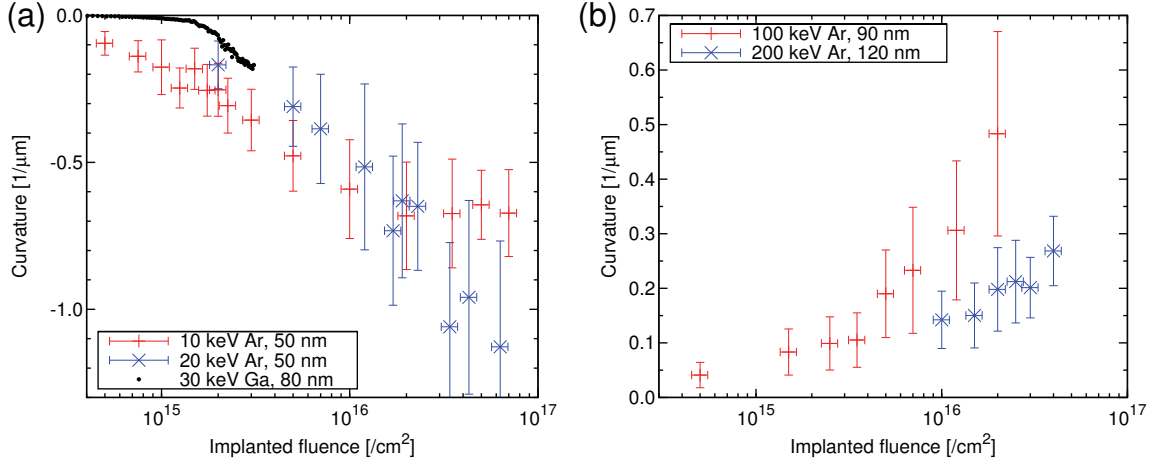 (a)
0.0
-0.5
-1.0
Curvature [1/μm]
10 keV Ar, 50 nm
20 keV Ar, 50 nm
30 keV Ga, 80 nm
10^15
10^16
10^17
Implanted fluence [/cm^2]
(b)
0.7
0.6
0.5
0.4
0.3
0.2
0.1
0.0
Curvature [1/μm]
100 keV Ar, 90 nm
200 keV Ar, 120 nm
10^15
10^16
10^17
Implanted fluence [/cm^2]